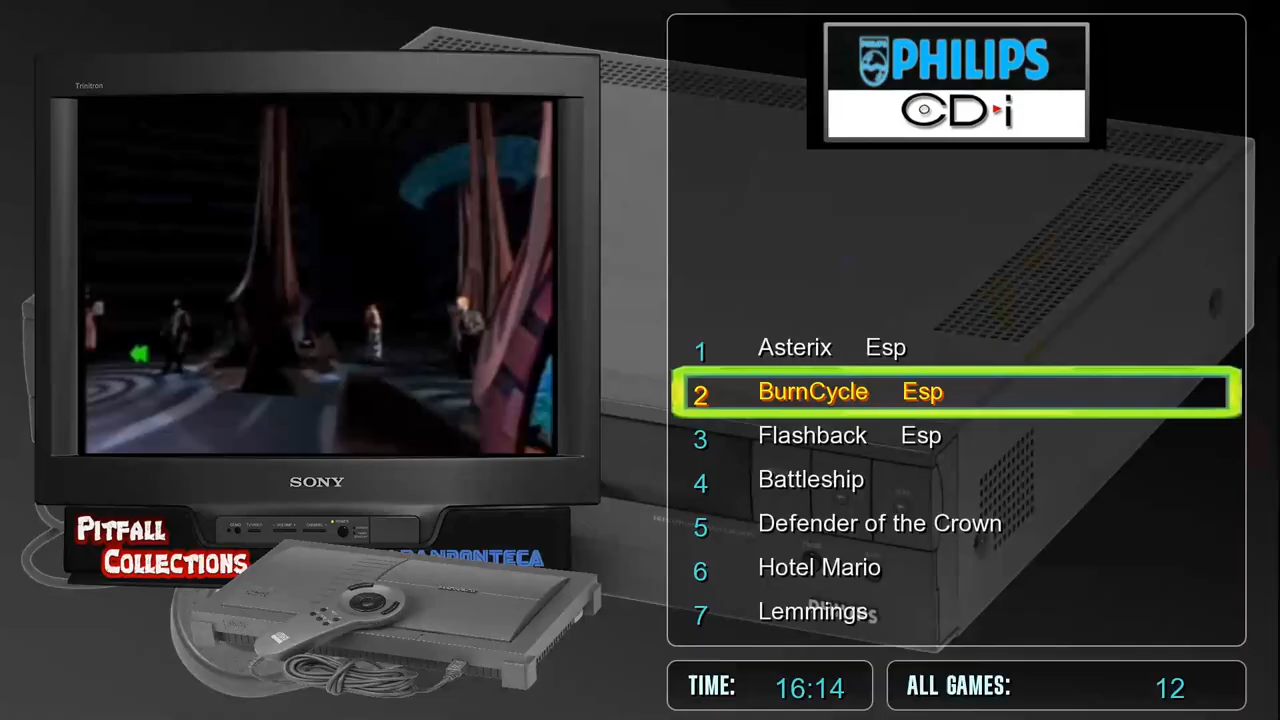 PHILIPS
CD-i
Trinitron
1 Asterix Esp
2 BurnCycle Esp
3 Flashback Esp
4 Battleship
5 Defender of the Crown
6 Hotel Mario
7 Lemmings
SONY
PITFALL
COLLECTIONS
PHILIPS
TIME: 16:14
ALL GAMES: 12